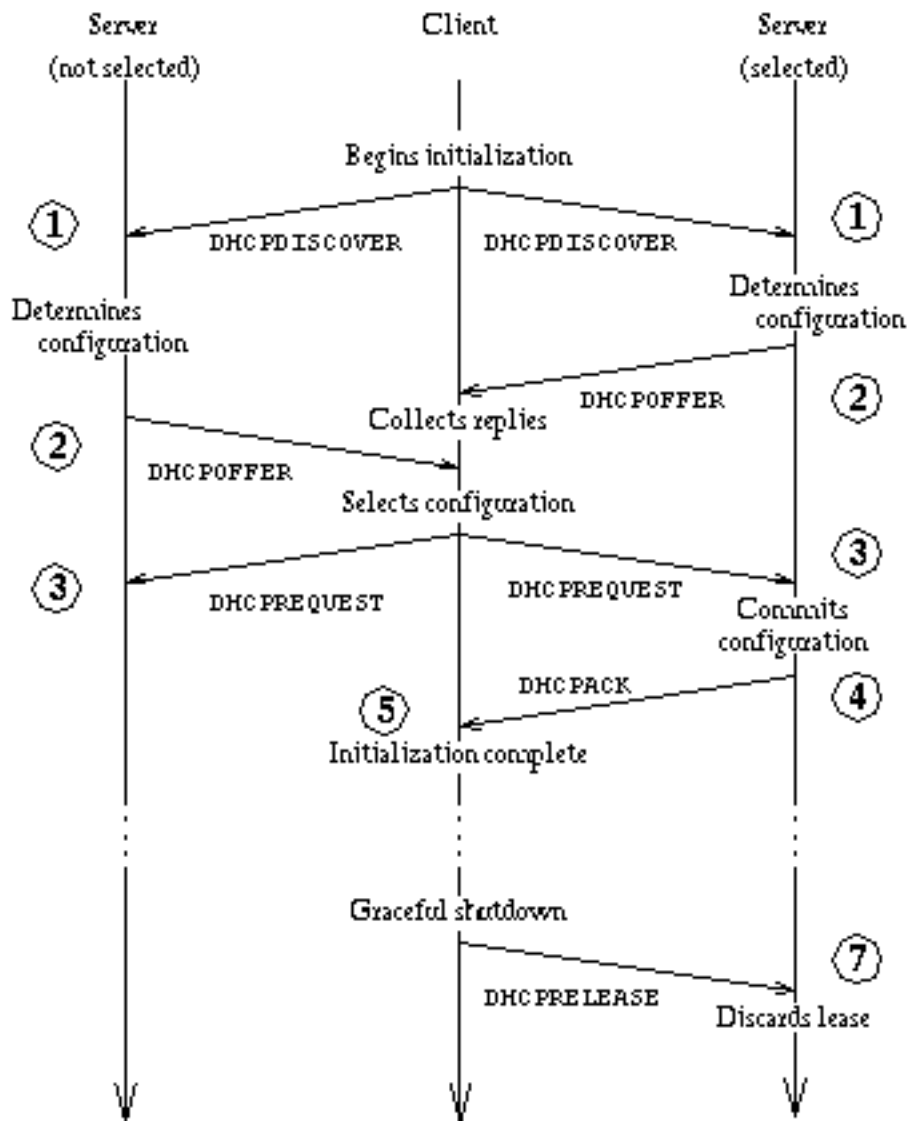 Server Client Server
(not selected) (selected)
Begins initialization
1 1
DHCPDISCOVER DHCPDISCOVER
Determines Determines
configuration configuration
DHCPOFFER 2
Collects replies
2
DHCPOFFER
Selects configuration
3 3
DHCPREQUEST DHCPREQUEST
Commits
configuration
DHCPACK 4
5
Initialization complete
Graceful shutdown
7
DHCPRELEASE
Discards lease